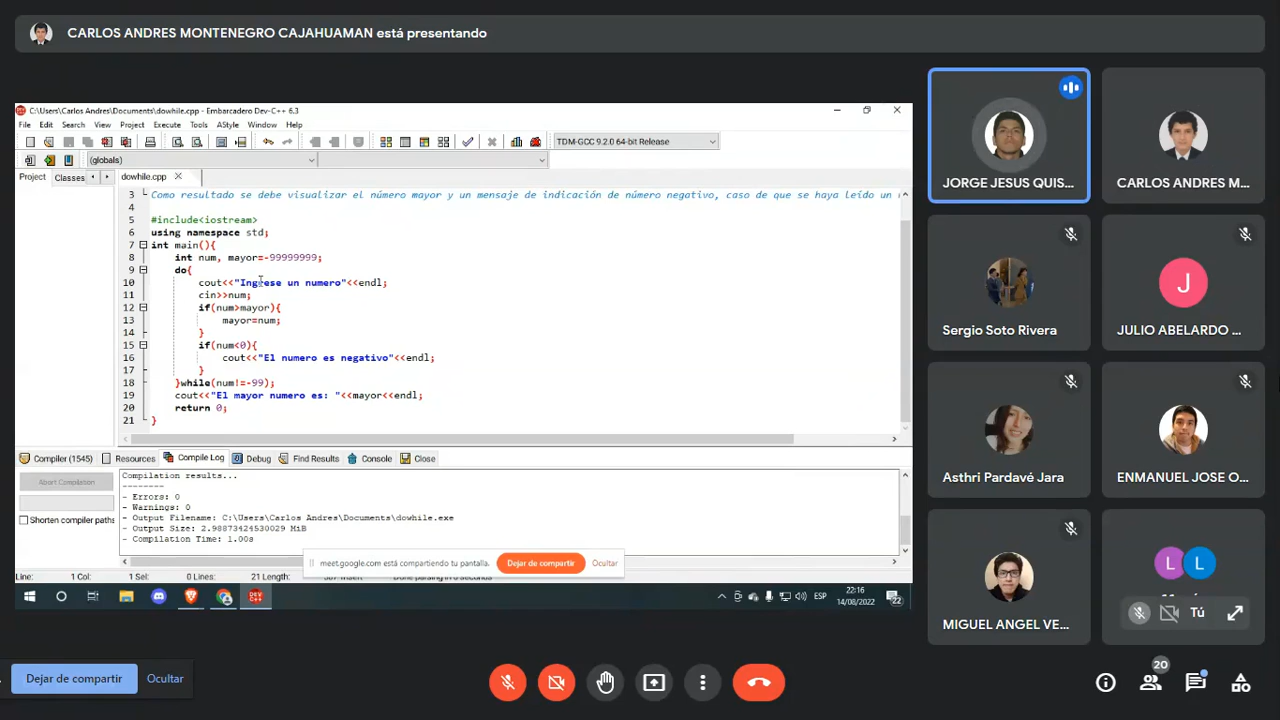 CARLOS ANDRES MONTENEGRO CAJAHUAMAN está presentando
C:\Users\Carlos Andres\Documents\dowhile.cpp - Embarcadero Dev-C++ 6.3
File Edit Search View Project Execute Tools AStyle Window Help
TDM-GCC 9.2.0 64-bit Release
(globals)
Project Classes dowhile.cpp
3 Como resultado se debe visualizar el número mayor y un mensaje de indicación de número negativo, caso de que se haya leído un
4
5 #include<iostream>
6 using namespace std;
7 int main(){
8 int num, mayor=-99999999;
9 do{
10 cout<<"Ingrese un numero"<<endl;
11 cin>>num;
12 if(num>mayor){
13 mayor=num;
14 }
15 if(num<0){
16 cout<<"El numero es negativo"<<endl;
17 }
18 }while(num!=-99);
19 cout<<"El mayor numero es: "<<mayor<<endl;
20 return 0;
21 }
Compiler (1545) Resources Compile Log Debug Find Results Console Close
Abort Compilation
Shorten compiler paths
Compilation results...
--------
- Errors: 0
- Warnings: 0
- Output Filename: C:\Users\Carlos Andres\Documents\dowhile.exe
- Output Size: 2.98873424530029 MiB
- Compilation Time: 1.00s
meet.google.com está compartiendo tu pantalla. Dejar de compartir Ocultar
Line: 1 Col: 1 Sel: 0 Lines: 21 Length:
ESP
22:16
14/08/2022
22
JORGE JESUS QUIS...
CARLOS ANDRES M...
Sergio Soto Rivera
J
JULIO ABELARDO ...
Asthri Pardavé Jara
ENMANUEL JOSE O...
MIGUEL ANGEL VE...
L L
Tú
Dejar de compartir Ocultar
20